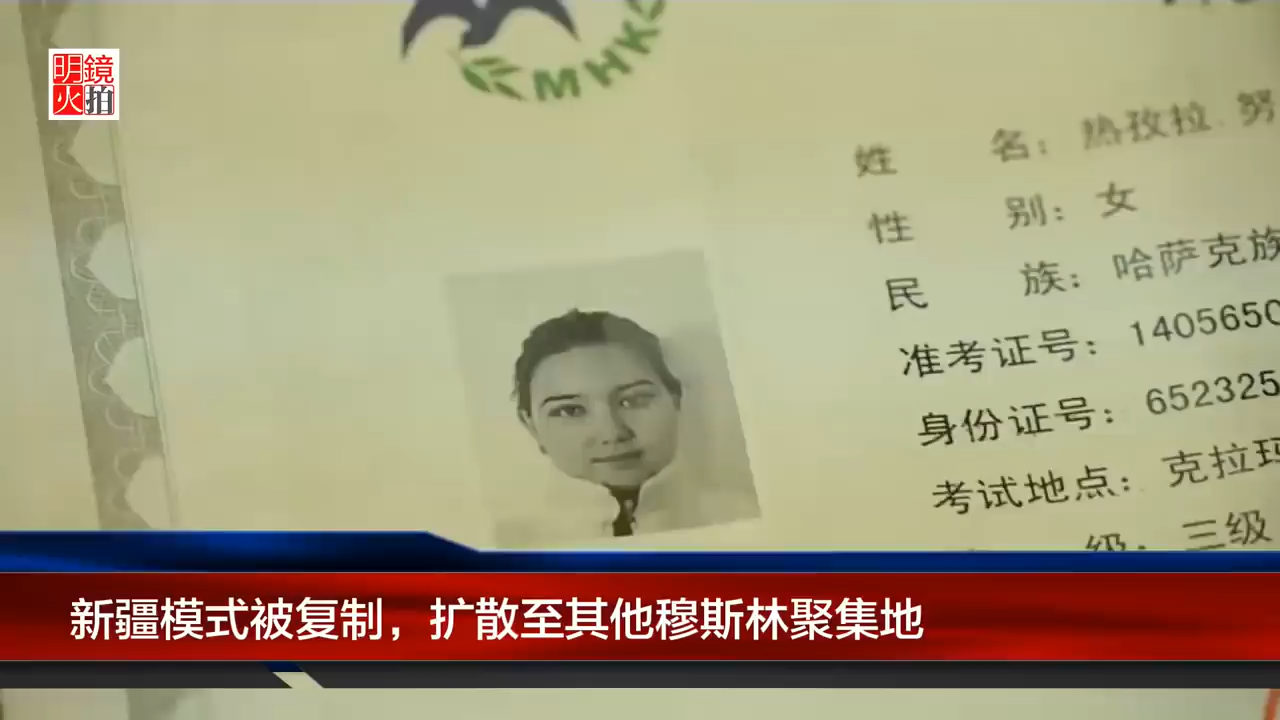 明鏡
火拍
MHK
姓 名: 热孜拉.努
性 别: 女
民 族: 哈萨克族
准考证号: 1405650
身份证号: 652325
考试地点: 克拉玛
级: 三级
新疆模式被复制，扩散至其他穆斯林聚集地